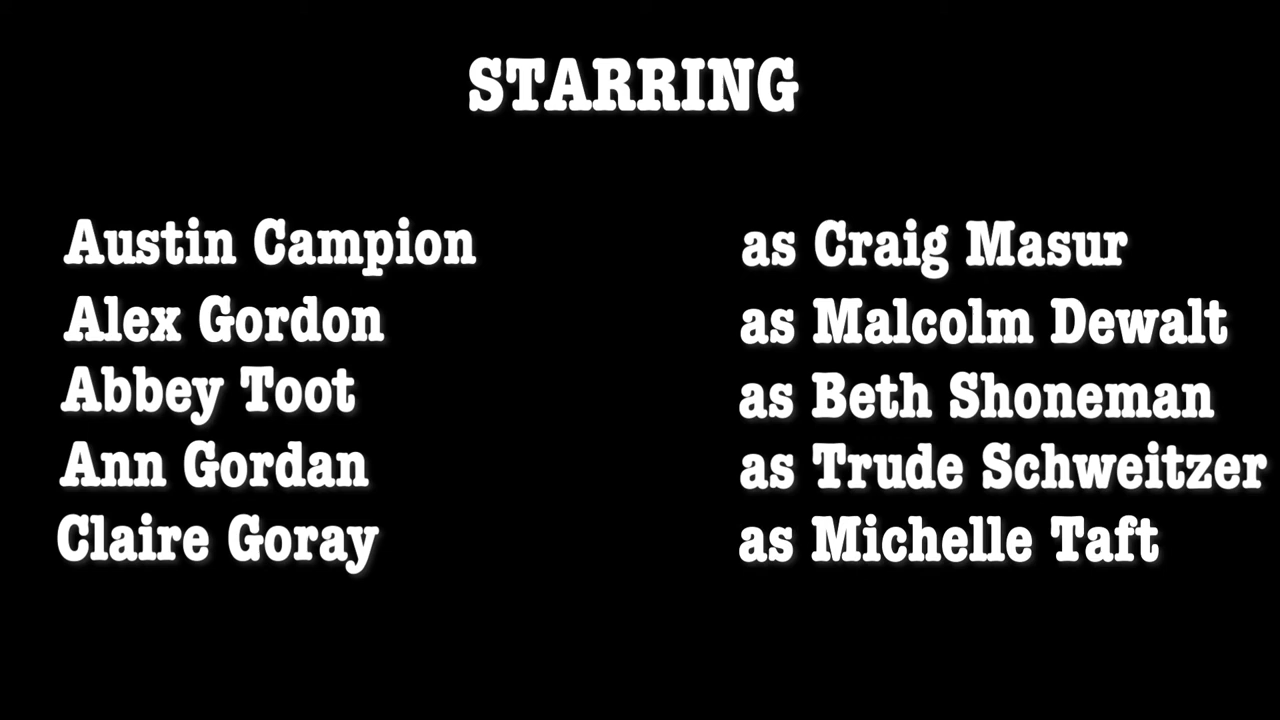 STARRING
Austin Campion as Craig Masur
Alex Gordon as Malcolm Dewalt
Abbey Toot as Beth Shoneman
Ann Gordan as Trude Schweitzer
Claire Goray as Michelle Taft